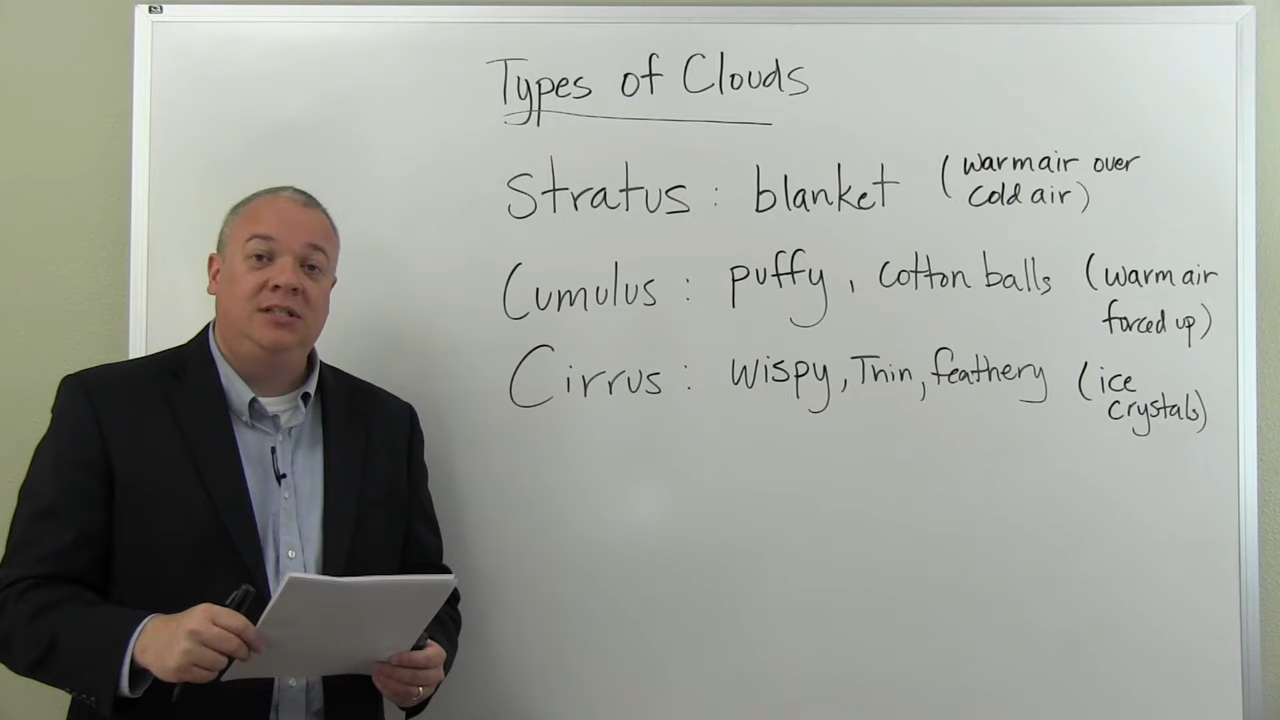 Types of Clouds
Stratus : blanket (warm air over
cold air)
Cumulus : puffy, cotton balls (warm air
forced up)
Cirrus : wispy, Thin, feathery (ice
crystals)